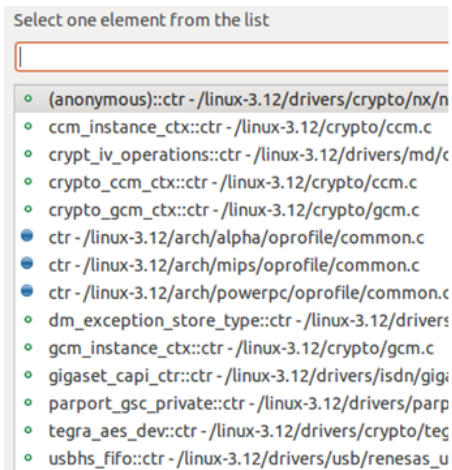 Select one element from the list
(anonymous)::ctr - /linux-3.12/drivers/crypto/nx/n
ccm_instance_ctx::ctr - /linux-3.12/crypto/ccm.c
crypt_iv_operations::ctr - /linux-3.12/drivers/md/c
crypto_ccm_ctx::ctr - /linux-3.12/crypto/ccm.c
crypto_gcm_ctx::ctr - /linux-3.12/crypto/gcm.c
ctr - /linux-3.12/arch/alpha/oprofile/common.c
ctr - /linux-3.12/arch/mips/oprofile/common.c
ctr - /linux-3.12/arch/powerpc/oprofile/common.c
dm_exception_store_type::ctr - /linux-3.12/drivers
gcm_instance_ctx::ctr - /linux-3.12/crypto/gcm.c
gigaset_capi_ctr::ctr - /linux-3.12/drivers/isdn/giga
parport_gsc_private::ctr - /linux-3.12/drivers/parp
tegra_aes_dev::ctr - /linux-3.12/drivers/crypto/teg
usbhs_fifo::ctr - /linux-3.12/drivers/usb/renesas_u